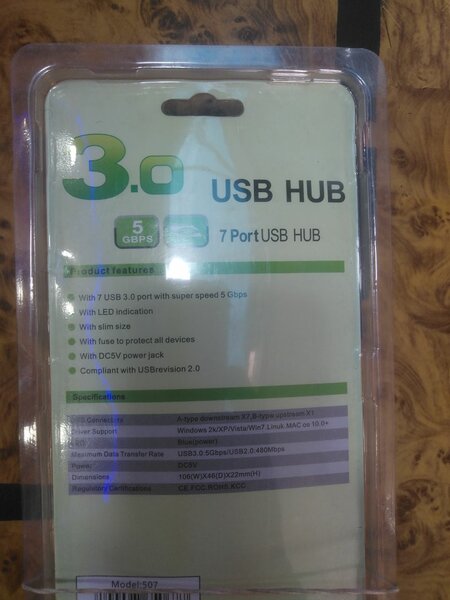 3.0 USB HUB
5 GBPS
7 Port USB HUB
Product features
With 7 USB 3.0 port with super speed 5 Gbps
With LED indication
With slim size
With fuse to protect all devices
With DC5V power jack
Compliant with USBrevision 2.0
Specifications
Connectors A-type downstream X7,B-type upstream X1
Driver Support Windows 2k/XP/Vista/Win7 Linuk.MAC os 10.0+
LED Blue(power)
Maximum Data Transfer Rate USB3.0:5Gbps/USB2.0:480Mbps
Power DC5V
Dimensions 106(W)X46(D)X22mm(H)
Regulatory Certifications CE.FCC.ROHS.KCC
Model:507